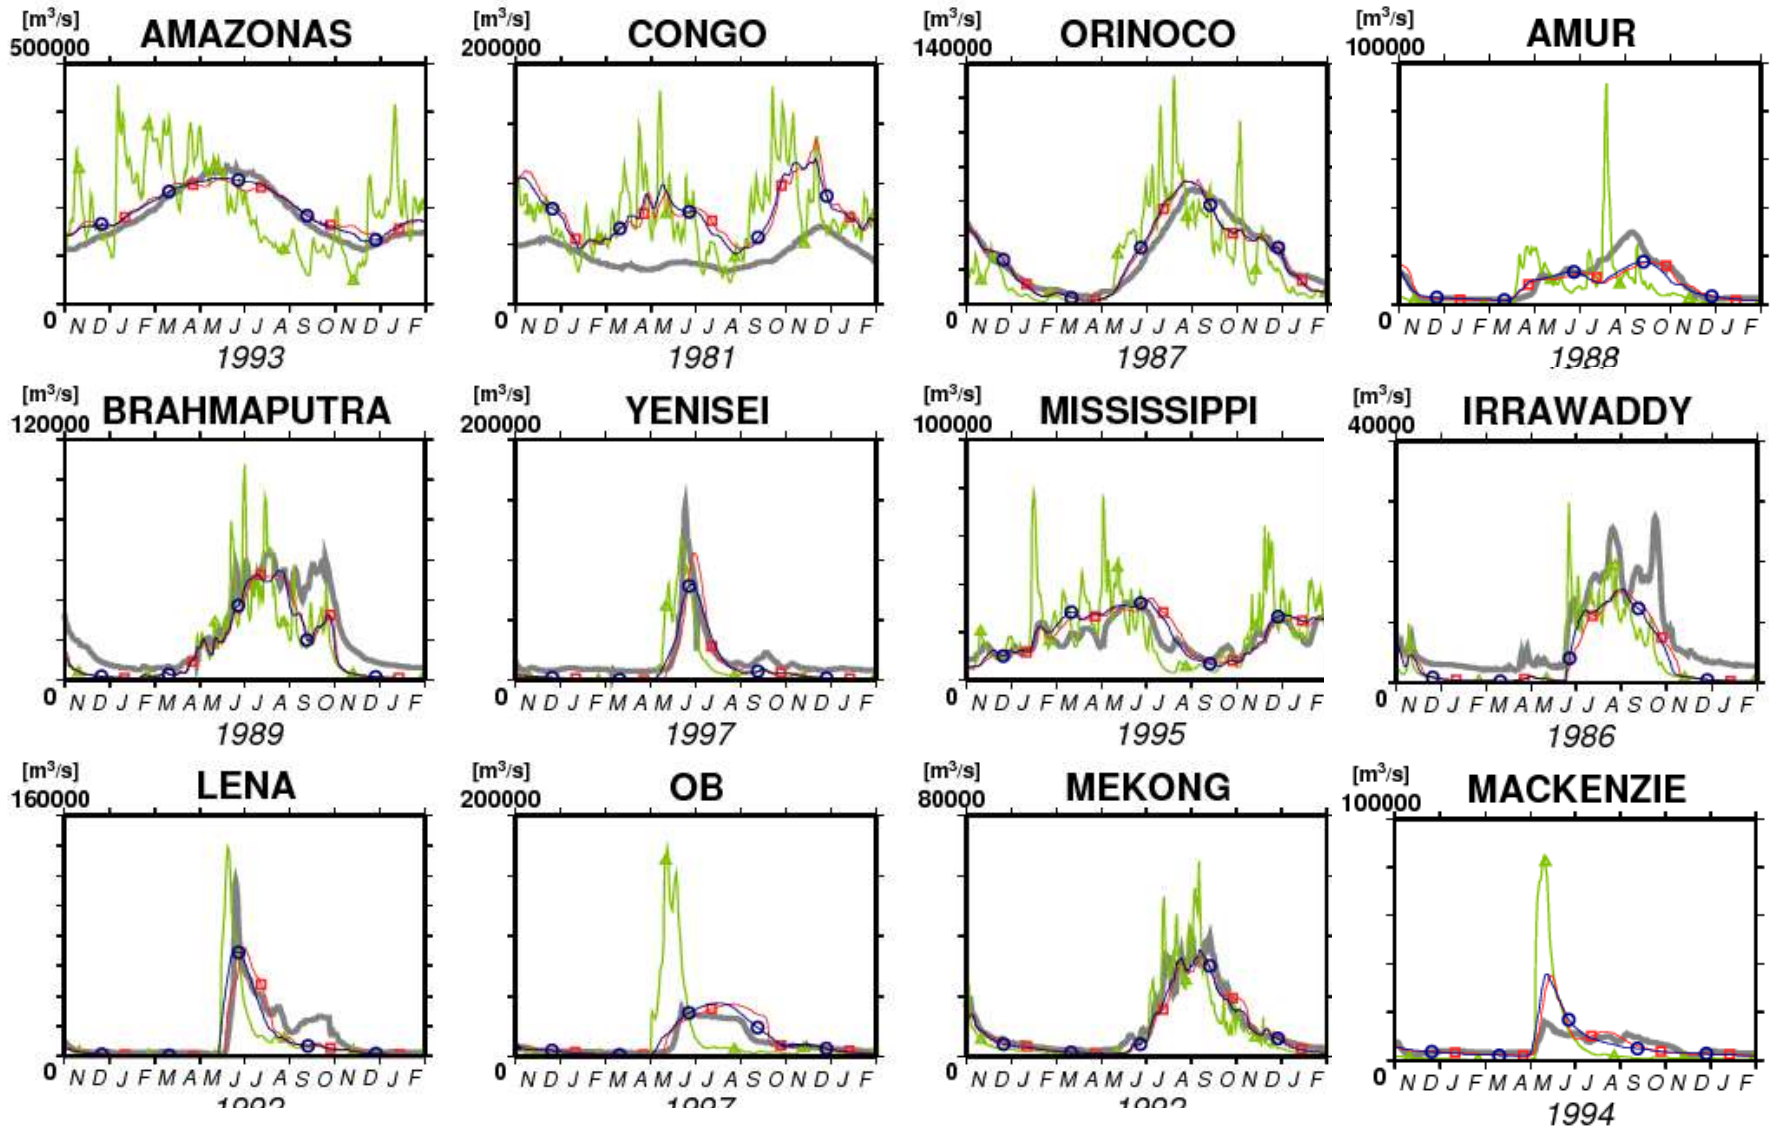 [m³/s]
500000
AMAZONAS
0
N D J F M A M J J A S O N D J F
1993
[m³/s]
200000
CONGO
0
N D J F M A M J J A S O N D J F
1981
[m³/s]
140000
ORINOCO
0
N D J F M A M J J A S O N D J F
1987
[m³/s]
100000
AMUR
0
N D J F M A M J J A S O N D J F
1988
[m³/s]
120000
BRAHMAPUTRA
0
N D J F M A M J J A S O N D J F
1989
[m³/s]
200000
YENISEI
0
N D J F M A M J J A S O N D J F
1997
[m³/s]
100000
MISSISSIPPI
0
N D J F M A M J J A S O N D J F
1995
[m³/s]
40000
IRRAWADDY
0
N D J F M A M J J A S O N D J F
1986
[m³/s]
160000
LENA
0
N D J F M A M J J A S O N D J F
[m³/s]
200000
OB
0
N D J F M A M J J A S O N D J F
1997
[m³/s]
80000
MEKONG
0
N D J F M A M J J A S O N D J F
[m³/s]
100000
MACKENZIE
0
N D J F M A M J J A S O N D J F
1994